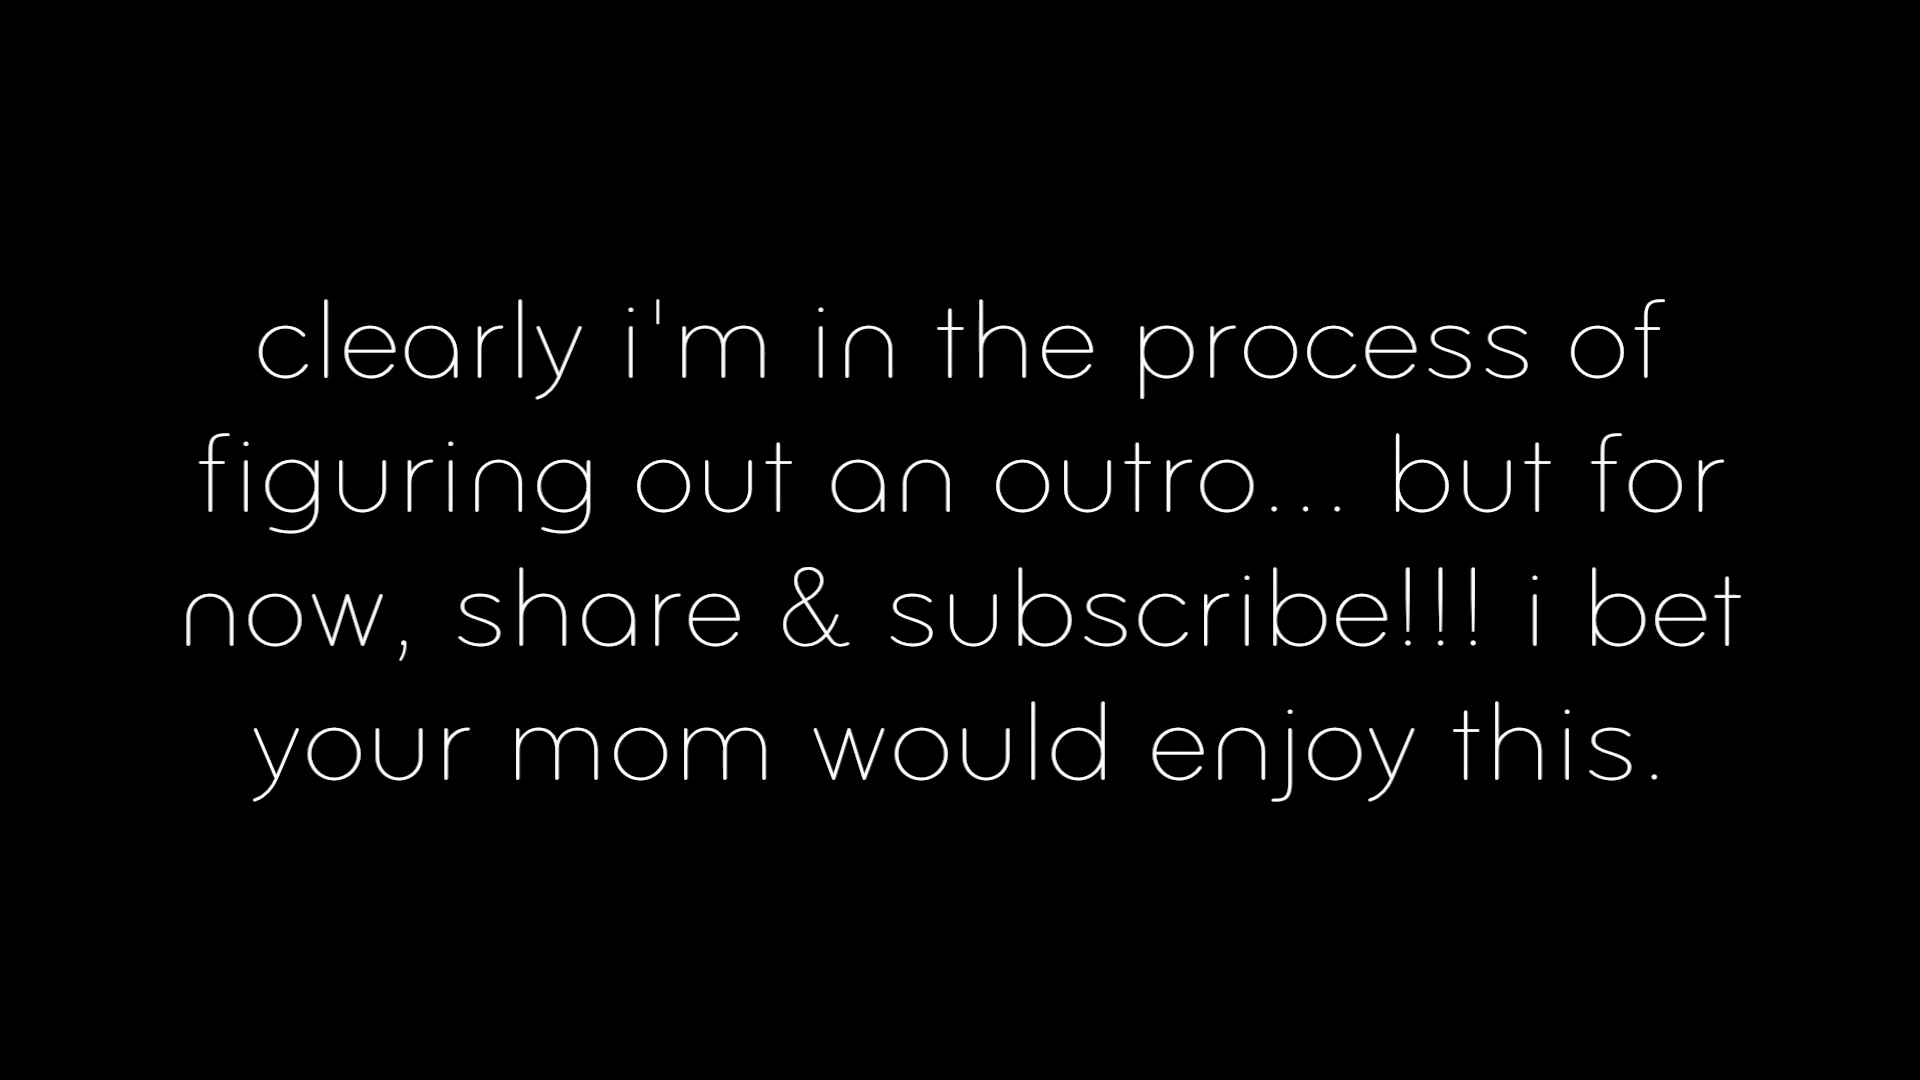 clearly i'm in the process of
figuring out an outro... but for
now, share & subscribe!!! i bet
your mom would enjoy this.